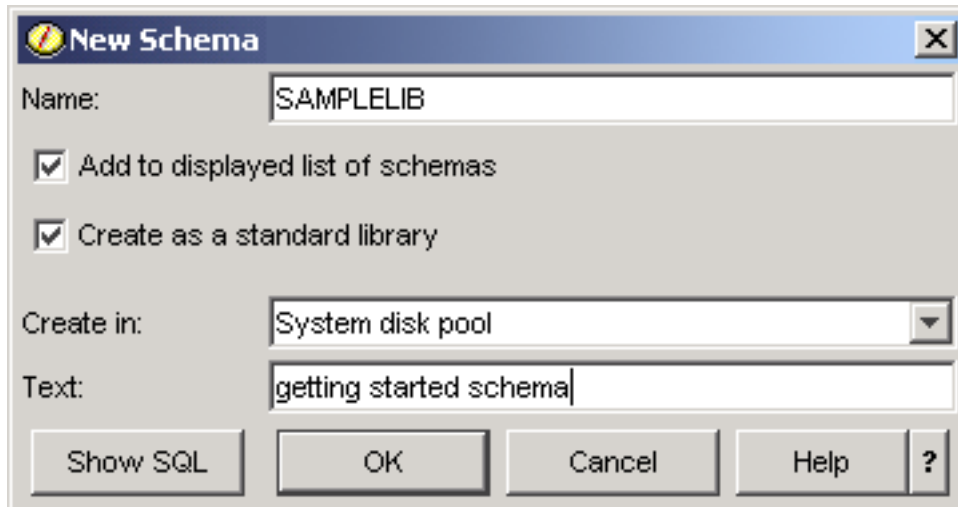 New Schema
Name: SAMPLELIB
Add to displayed list of schemas
Create as a standard library
Create in: System disk pool
Text: getting started schema
Show SQL OK Cancel Help ?